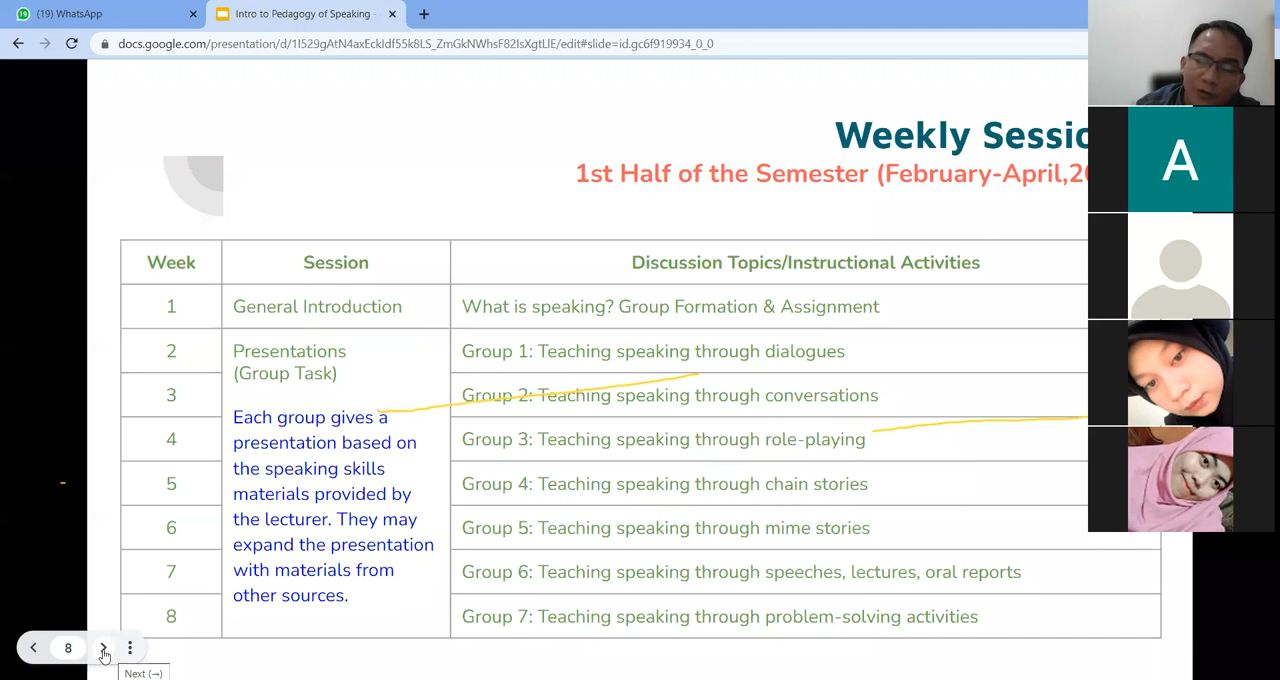 (19) WhatsApp
Intro to Pedagogy of Speaking -
docs.google.com/presentation/d/1I529gAtN4axEckIdf55k8LS_ZmGkNWhsF82IsXgtLlE/edit#slide=id.gc6f919934_0_0
Weekly Sessio
1st Half of the Semester (February-April,20
A
Week Session Discussion Topics/Instructional Activities
1 General Introduction What is speaking? Group Formation & Assignment
2 Presentations Group 1: Teaching speaking through dialogues
(Group Task)
3 Group 2: Teaching speaking through conversations
Each group gives a
4 Group 3: Teaching speaking through role-playing
presentation based on
the speaking skills
5 Group 4: Teaching speaking through chain stories
materials provided by
the lecturer. They may
6 Group 5: Teaching speaking through mime stories
expand the presentation
with materials from
7 Group 6: Teaching speaking through speeches, lectures, oral reports
other sources.
8 Group 7: Teaching speaking through problem-solving activities
8
Next (→)